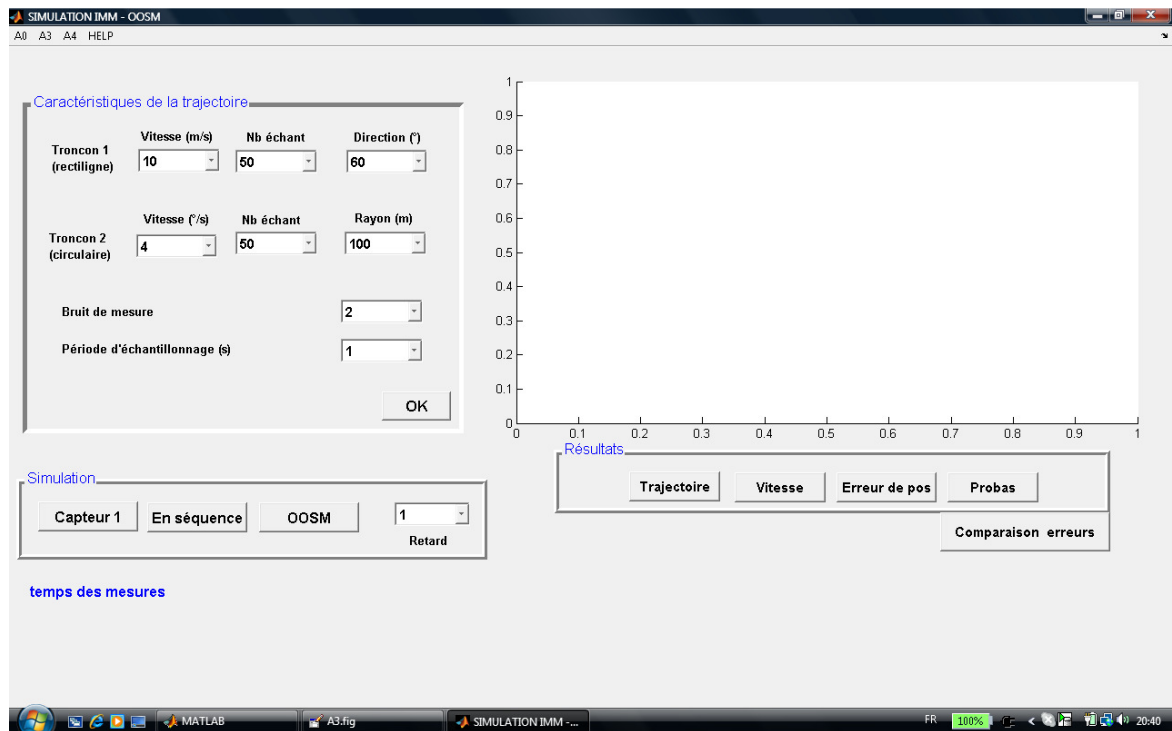 SIMULATION IMM - OOSM
A0 A3 A4 HELP
Caractéristiques de la trajectoire
Vitesse (m/s) Nb échant Direction (°)
Troncon 1
(rectiligne)
10 50 60
Vitesse (°/s) Nb échant Rayon (m)
Troncon 2
(circulaire)
4 50 100
Bruit de mesure 2
Période d'échantillonnage (s) 1
OK
1
0.9
0.8
0.7
0.6
0.5
0.4
0.3
0.2
0.1
0
0 0.1 0.2 0.3 0.4 0.5 0.6 0.7 0.8 0.9 1
Résultats
Trajectoire Vitesse Erreur de pos Probas
Comparaison erreurs
Simulation
Capteur 1 En séquence OOSM 1
Retard
temps des mesures
MATLAB A3.fig SIMULATION IMM -... FR 100% 20:40